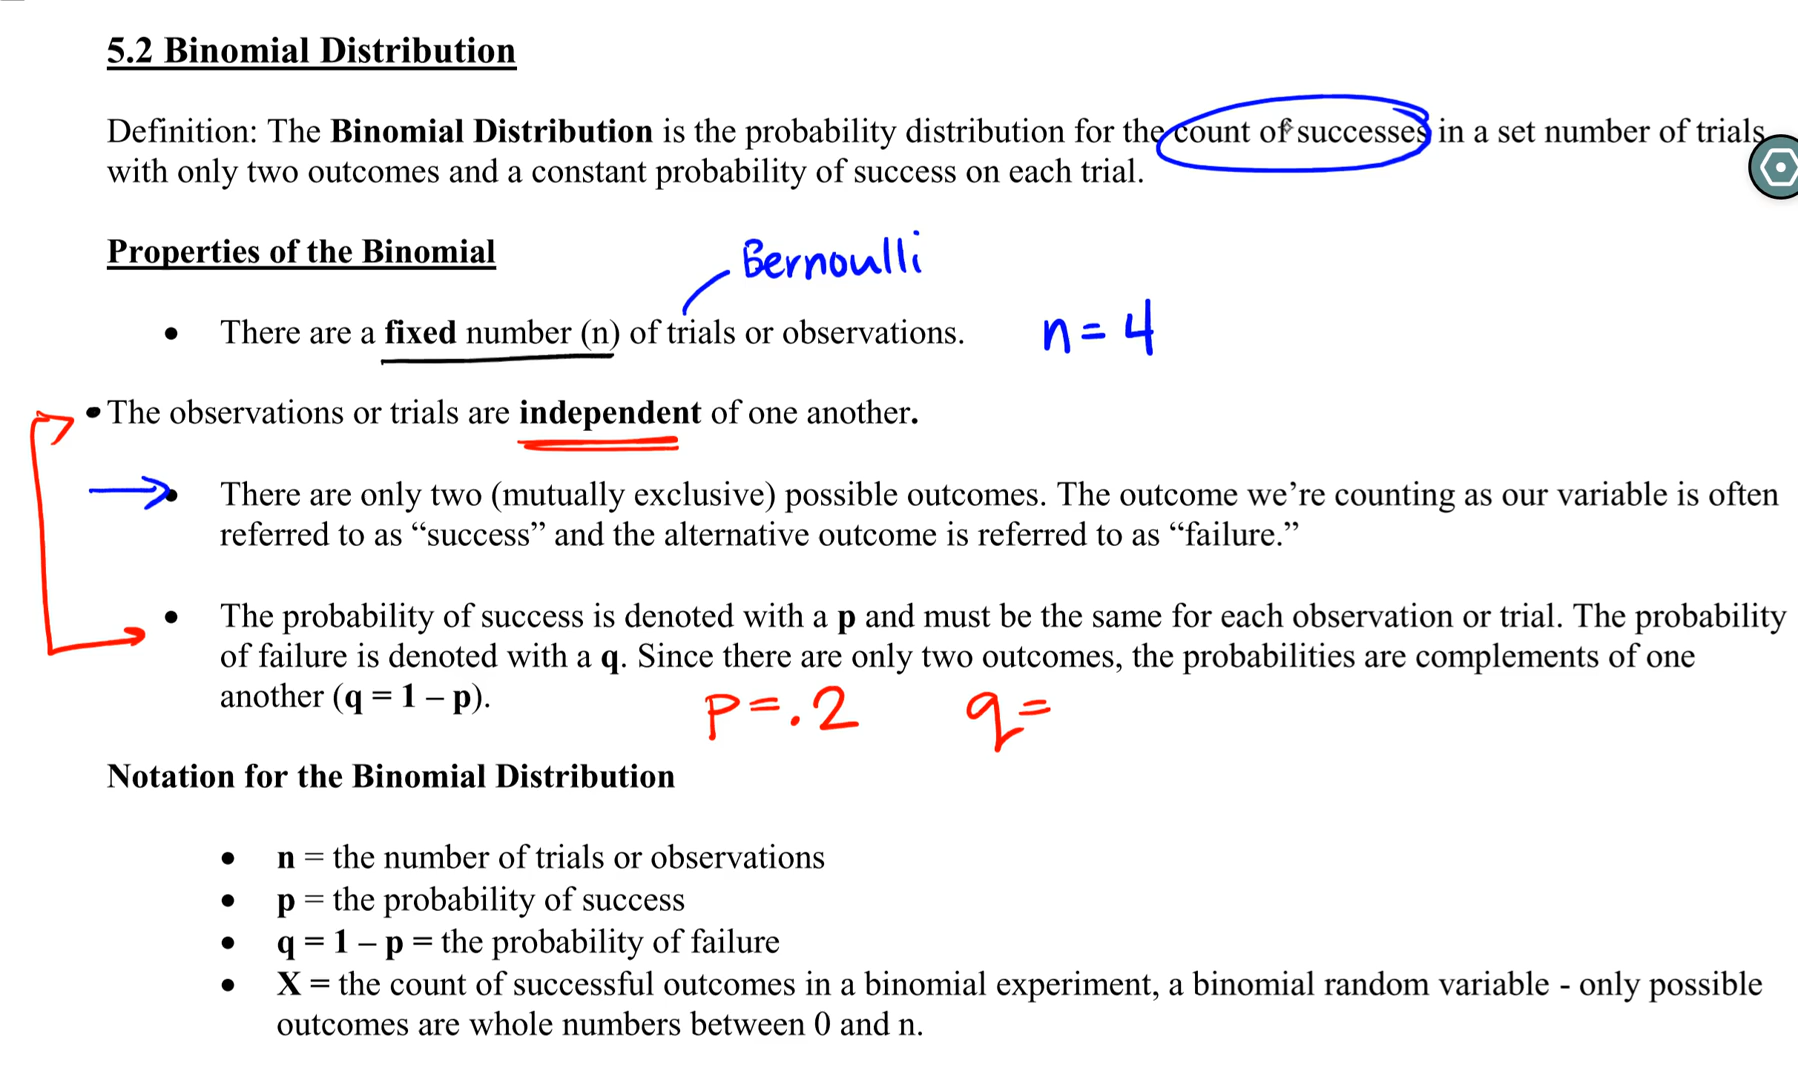 5.2 Binomial Distribution
Definition: The Binomial Distribution is the probability distribution for the count of successes in a set number of trials
with only two outcomes and a constant probability of success on each trial.
Properties of the Binomial
Bernoulli
• There are a fixed number (n) of trials or observations. n = 4
• The observations or trials are independent of one another.
• There are only two (mutually exclusive) possible outcomes. The outcome we’re counting as our variable is often
referred to as “success” and the alternative outcome is referred to as “failure.”
• The probability of success is denoted with a p and must be the same for each observation or trial. The probability
of failure is denoted with a q. Since there are only two outcomes, the probabilities are complements of one
another (q = 1 – p).
p = .2 q =
Notation for the Binomial Distribution
• n = the number of trials or observations
• p = the probability of success
• q = 1 – p = the probability of failure
• X = the count of successful outcomes in a binomial experiment, a binomial random variable - only possible
outcomes are whole numbers between 0 and n.